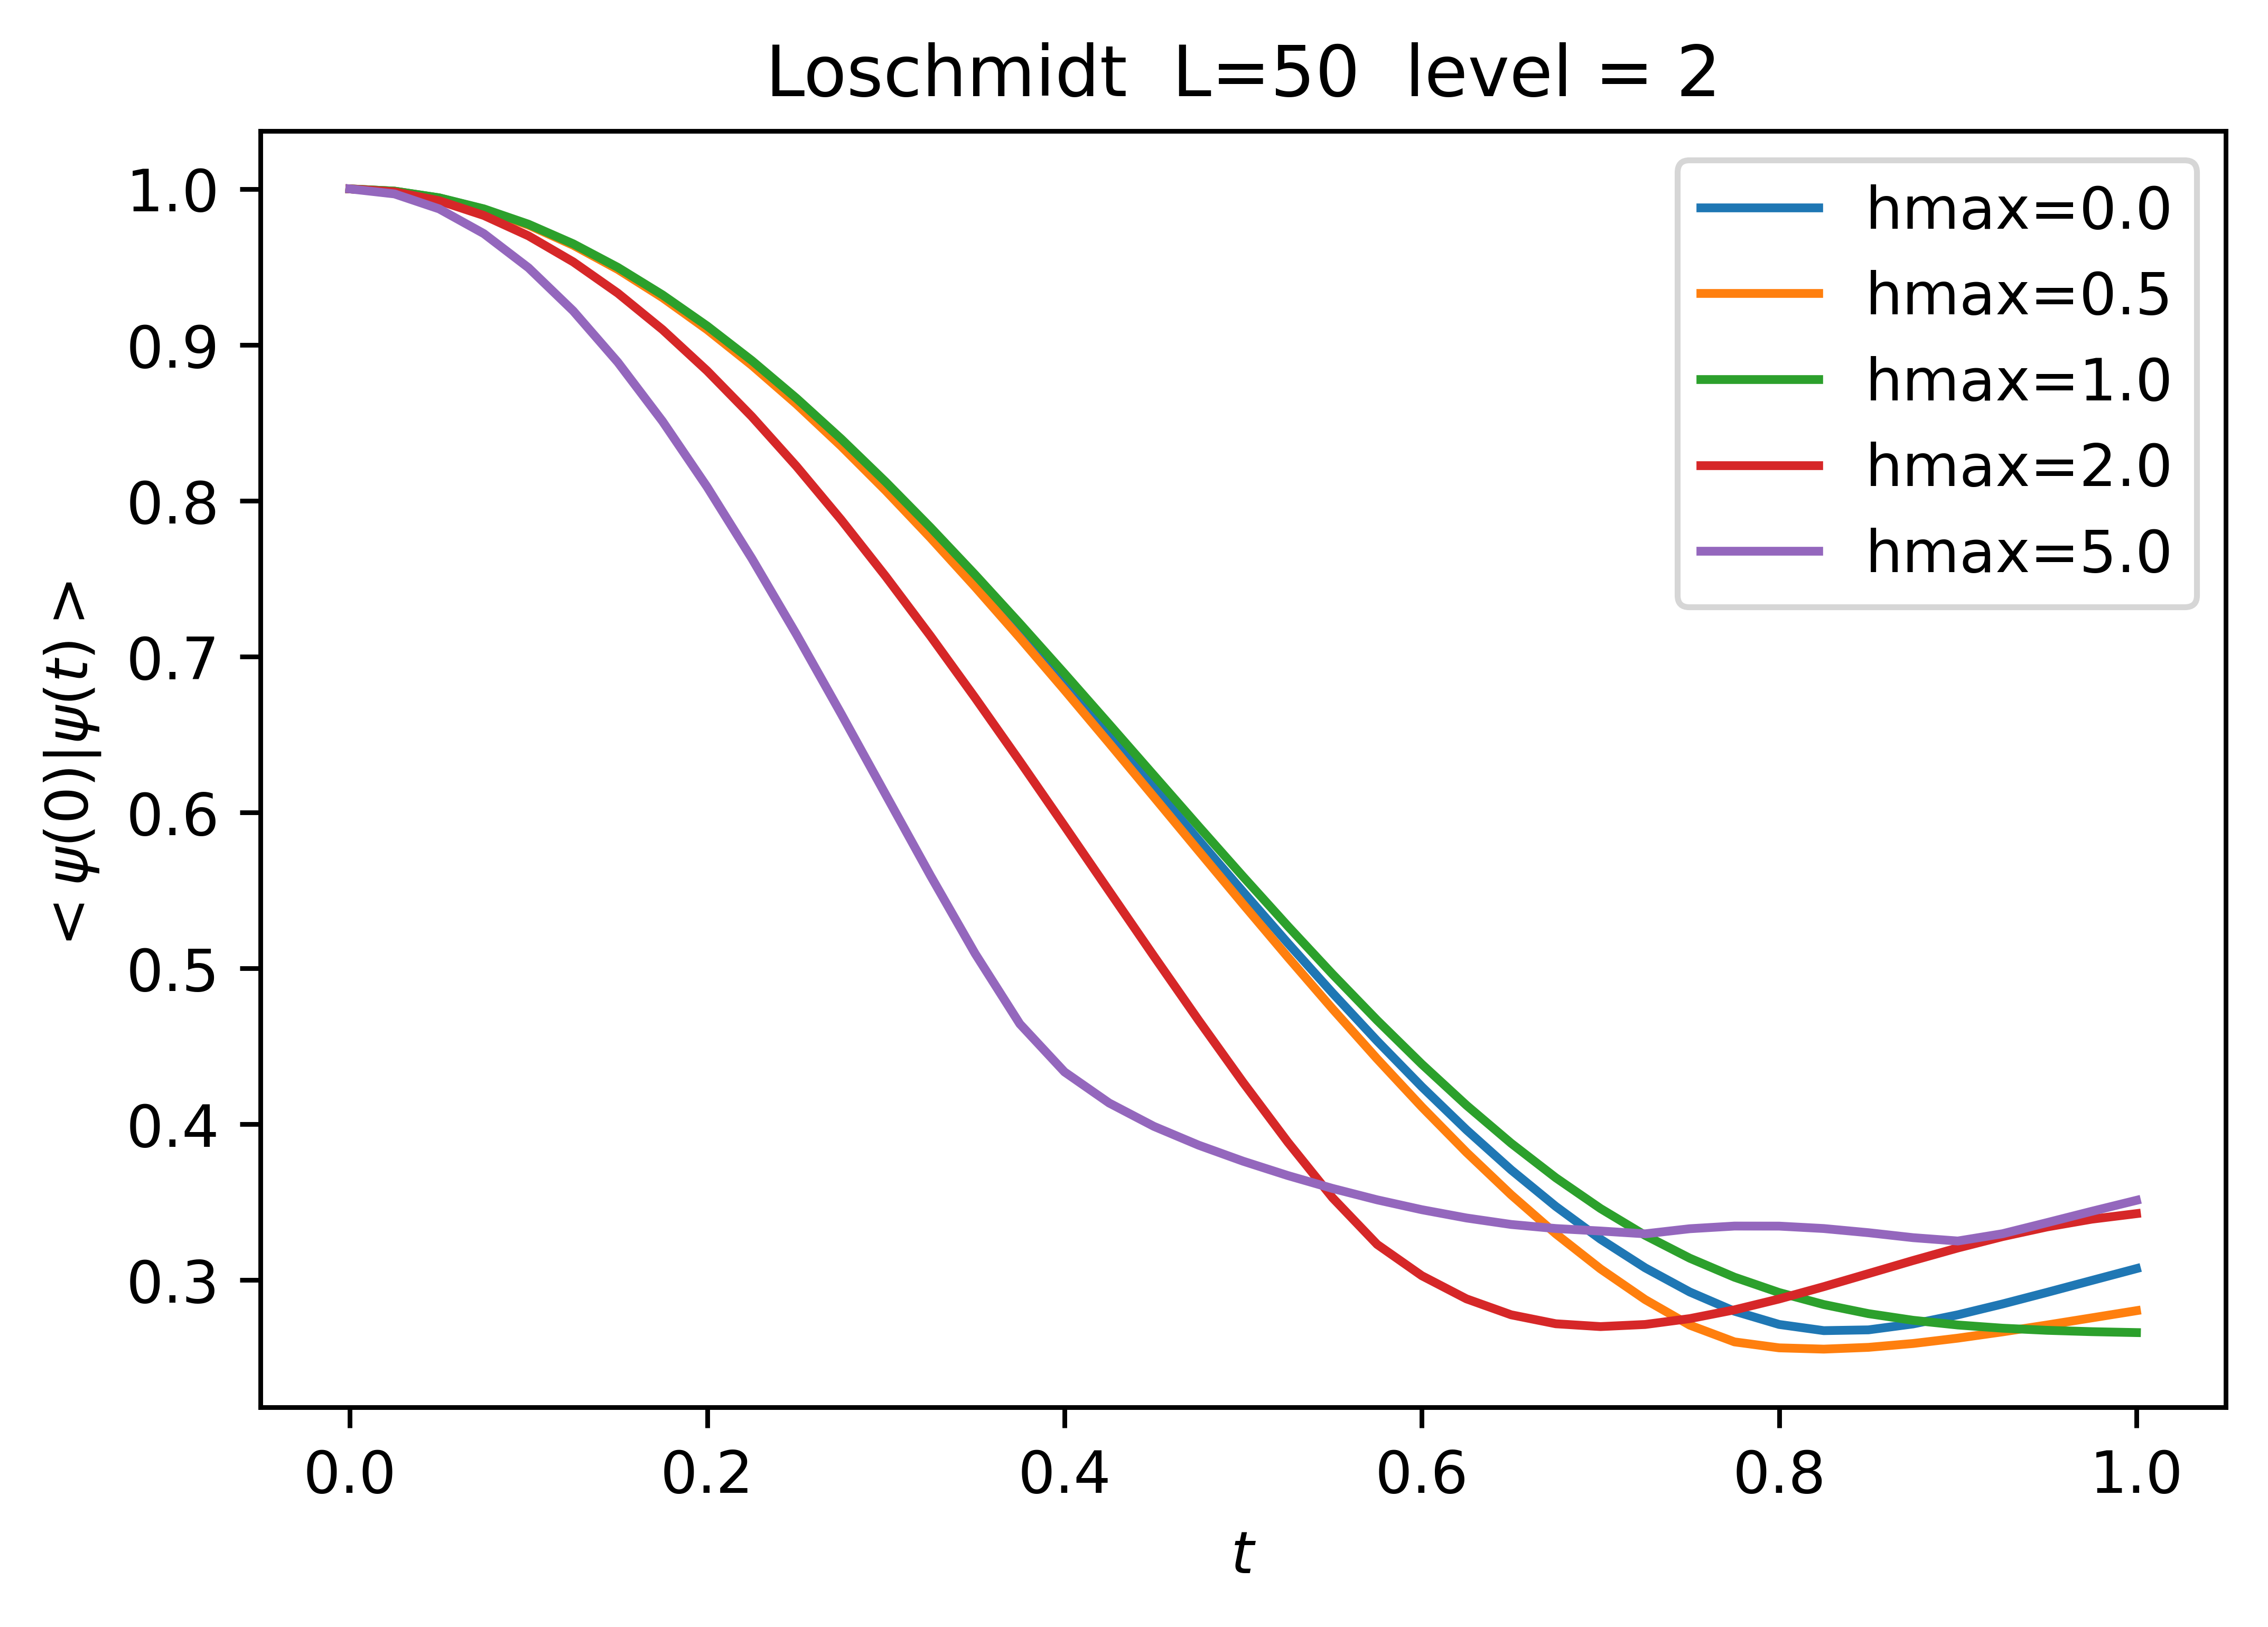 Loschmidt L=50 level = 2
<ψ(0)|ψ(t)>
1.0
0.9
0.8
0.7
0.6
0.5
0.4
0.3
hmax=0.0
hmax=0.5
hmax=1.0
hmax=2.0
hmax=5.0
0.0 0.2 0.4 0.6 0.8 1.0
t